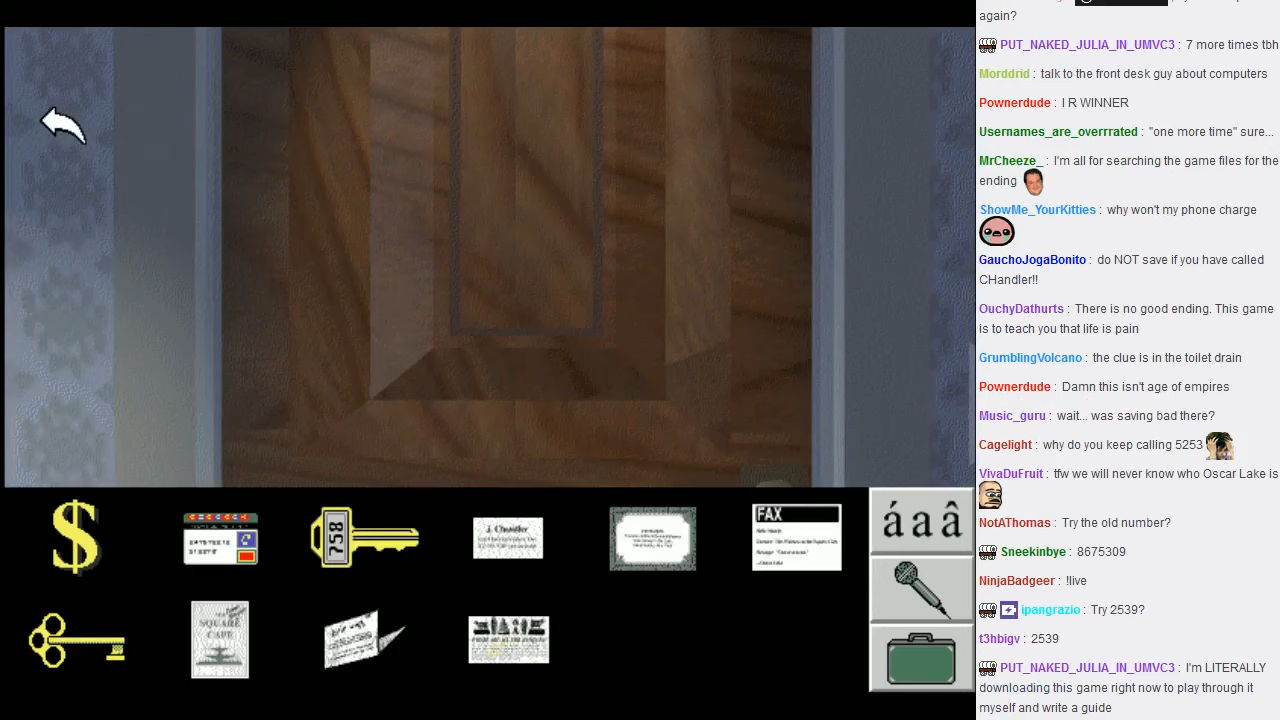 again?
PUT_NAKED_JULIA_IN_UMVC3 : 7 more times tbh
Morddrid : talk to the front desk guy about computers
Pownerdude : I R WINNER
Usernames_are_overrrated : "one more time" sure...
MrCheeze_ : I'm all for searching the game files for the
ending
ShowMe_YourKitties : why won't my phone charge
GauchoJogaBonito : do NOT save if you have called
CHandler!!
OuchyDathurts : There is no good ending. This game
is to teach you that life is pain
GrumblingVolcano : the clue is in the toilet drain
Pownerdude : Damn this isn't age of empires
Music_guru : wait... was saving bad there?
Cagelight : why do you keep calling 5253
VivaDuFruit : tfw we will never know who Oscar Lake is
NotAThomas : Try the old number?
Sneekinbye : 8675309
NinjaBadgeer : !live
ipangrazio : Try 2539?
t3hbigv : 2539
PUT_NAKED_JULIA_IN_UMVC3 : I'm LITERALLY
downloading this game right now to play through it
myself and write a guide
$
758
J. Chandler
FAX
á a â
SQUARE
CAFE